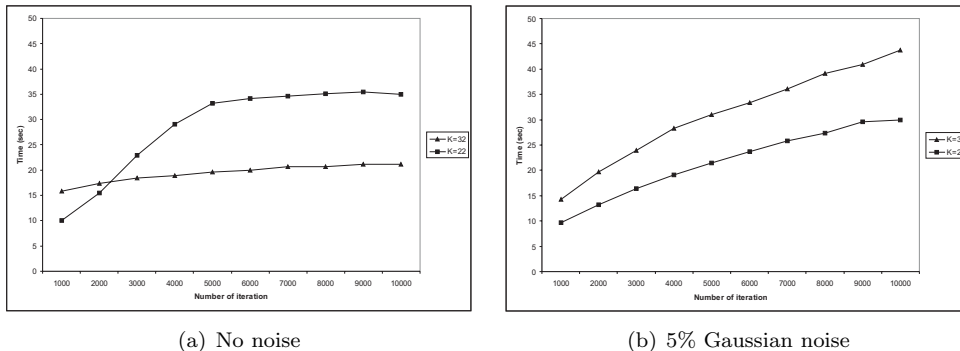 50
45
40
35
30
25
20
15
10
5
0
Time (sec)
1000 2000 3000 4000 5000 6000 7000 8000 9000 10000
Number of iteration
K=32
K=22
(a) No noise
50
45
40
35
30
25
20
15
10
5
0
Time (sec)
1000 2000 3000 4000 5000 6000 7000 8000 9000 10000
Number of iteration
K=3
K=2
(b) 5% Gaussian noise